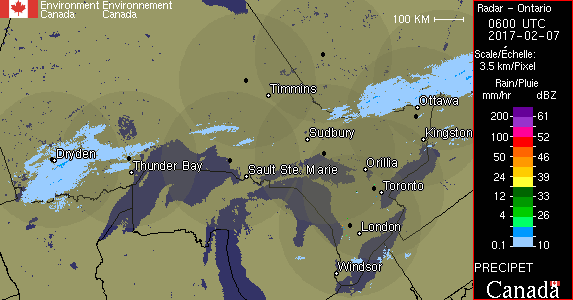 Environment Environnement
Canada Canada
100 KM
Timmins
Ottawa
Sudbury
Kingston
Dryden
Thunder Bay
Sault Ste. Marie
Orillia
Toronto
London
Windsor
Radar - Ontario
0600 UTC
2017-02-07
Scale/Échelle:
3.5 km/Pixel
Rain/Pluie
mm/hr dBZ
200 61
100 52
50 46
24 39
12 33
4 26
0.1 10
PRECIPET
Canada